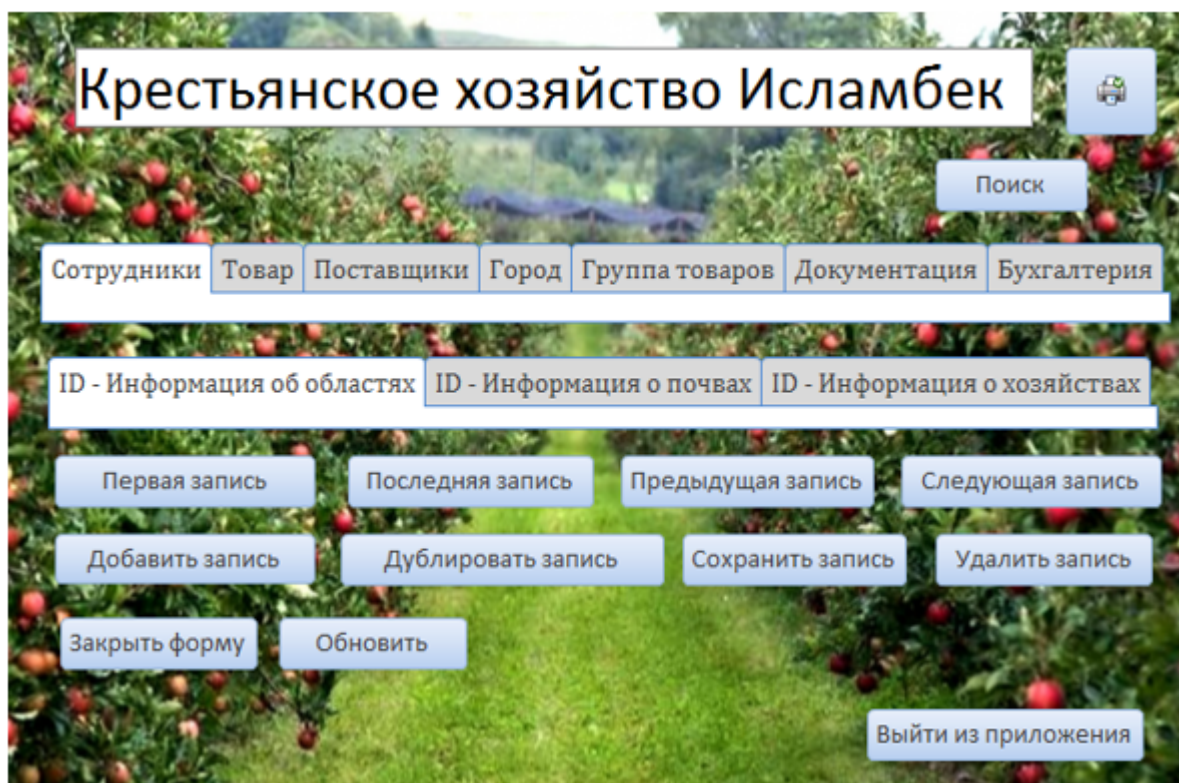 Крестьянское хозяйство Исламбек
Поиск
Сотрудники Товар Поставщики Город Группа товаров Документация Бухгалтерия
ID - Информация об областях ID - Информация о почвах ID - Информация о хозяйствах
Первая запись Последняя запись Предыдущая запись Следующая запись
Добавить запись Дублировать запись Сохранить запись Удалить запись
Закрыть форму Обновить
Выйти из приложения